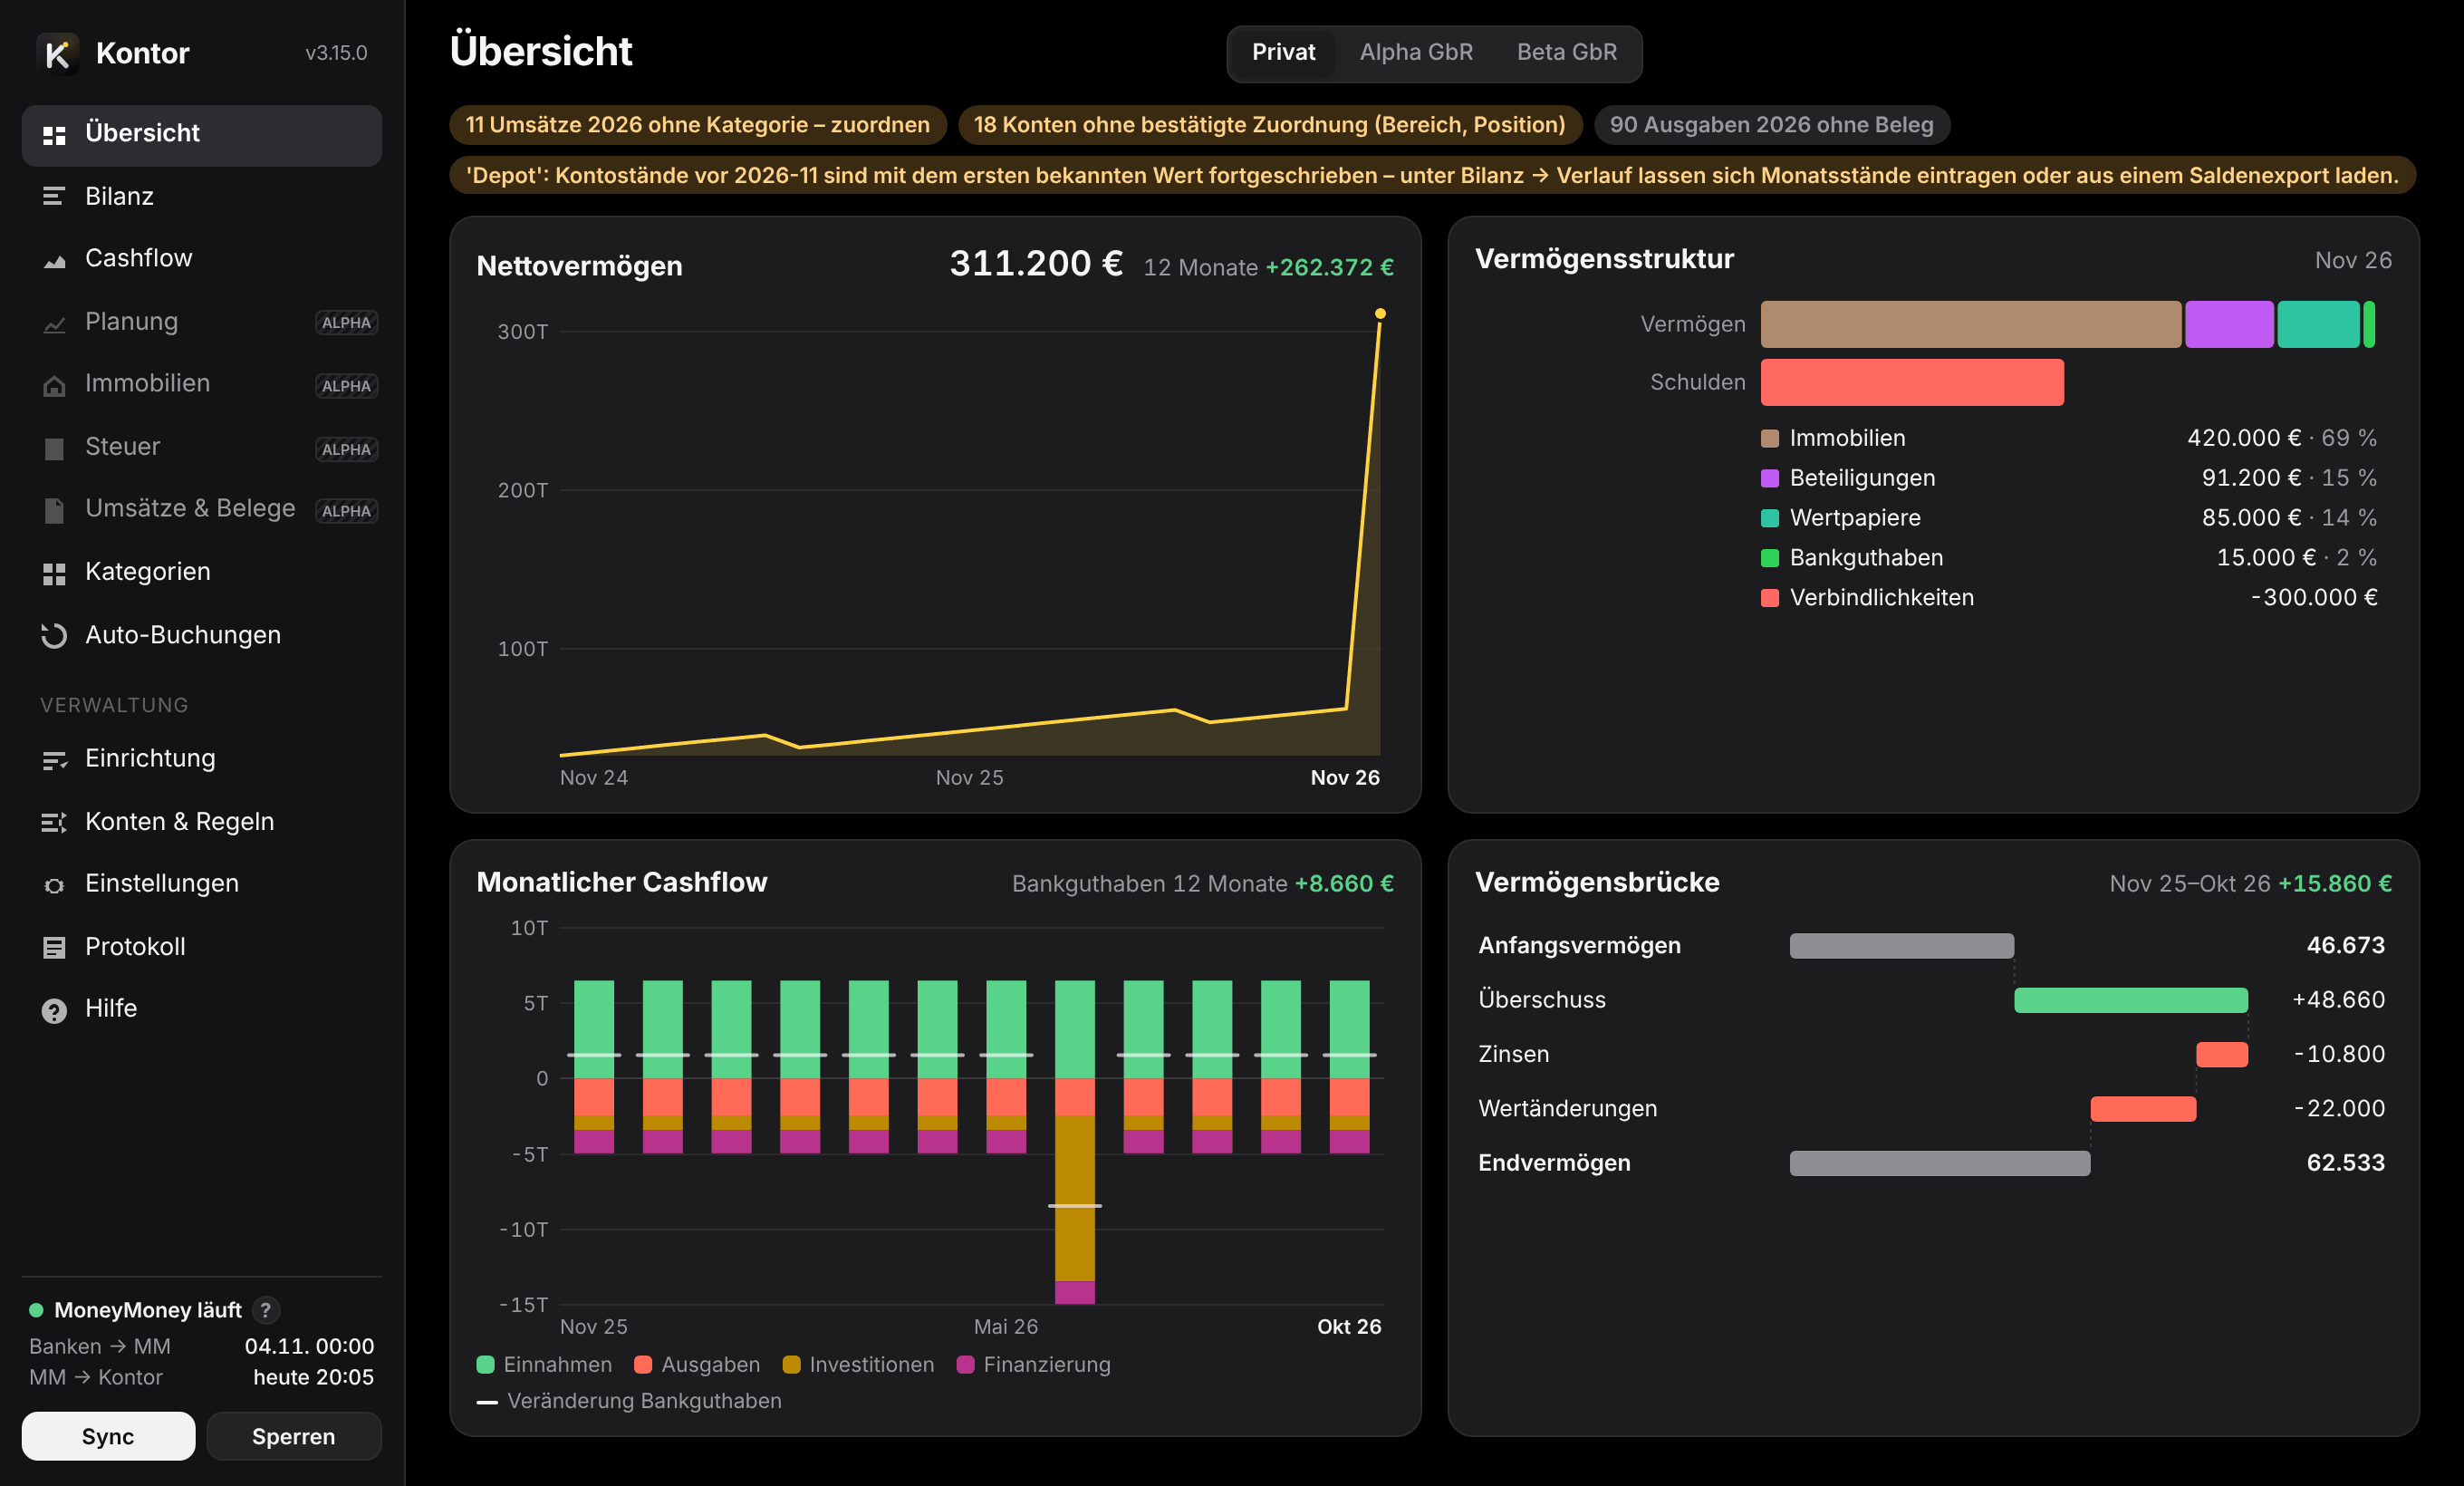 Kontor v3.15.0
Übersicht
Bilanz
Cashflow
Planung ALPHA
Immobilien ALPHA
Steuer ALPHA
Umsätze & Belege ALPHA
Kategorien
Auto-Buchungen
VERWALTUNG
Einrichtung
Konten & Regeln
Einstellungen
Protokoll
? Hilfe
MoneyMoney läuft ?
Banken → MM 04.11. 00:00
MM → Kontor heute 20:05
Sync Sperren
Übersicht
Privat Alpha GbR Beta GbR
11 Umsätze 2026 ohne Kategorie – zuordnen
18 Konten ohne bestätigte Zuordnung (Bereich, Position)
90 Ausgaben 2026 ohne Beleg
'Depot': Kontostände vor 2026-11 sind mit dem ersten bekannten Wert fortgeschrieben – unter Bilanz → Verlauf lassen sich Monatsstände eintragen oder aus einem Saldenexport laden.
Nettovermögen 311.200 € 12 Monate +262.372 €
300T
200T
100T
Nov 24 Nov 25 Nov 26
Vermögensstruktur Nov 26
Vermögen
Schulden
Immobilien 420.000 € · 69 %
Beteiligungen 91.200 € · 15 %
Wertpapiere 85.000 € · 14 %
Bankguthaben 15.000 € · 2 %
Verbindlichkeiten -300.000 €
Monatlicher Cashflow Bankguthaben 12 Monate +8.660 €
10T
5T
0
-5T
-10T
-15T
Nov 25 Mai 26 Okt 26
Einnahmen Ausgaben Investitionen Finanzierung
Veränderung Bankguthaben
Vermögensbrücke Nov 25–Okt 26 +15.860 €
Anfangsvermögen 46.673
Überschuss +48.660
Zinsen -10.800
Wertänderungen -22.000
Endvermögen 62.533